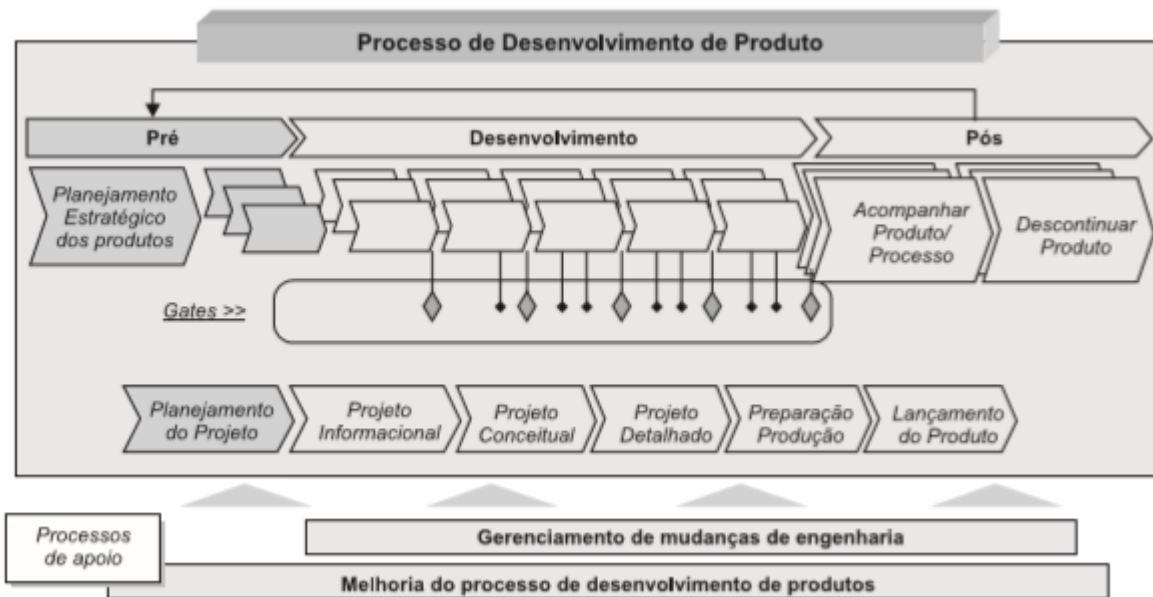 Processo de Desenvolvimento de Produto
Pré
Desenvolvimento
Pós
Planejamento
Estratégico
dos produtos
Acompanhar
Produto/
Processo
Descontinuar
Produto
Gates >>
Planejamento
do Projeto
Projeto
Informacional
Projeto
Conceitual
Projeto
Detalhado
Preparação
Produção
Lançamento
do Produto
Processos
de apoio
Gerenciamento de mudanças de engenharia
Melhoria do processo de desenvolvimento de produtos